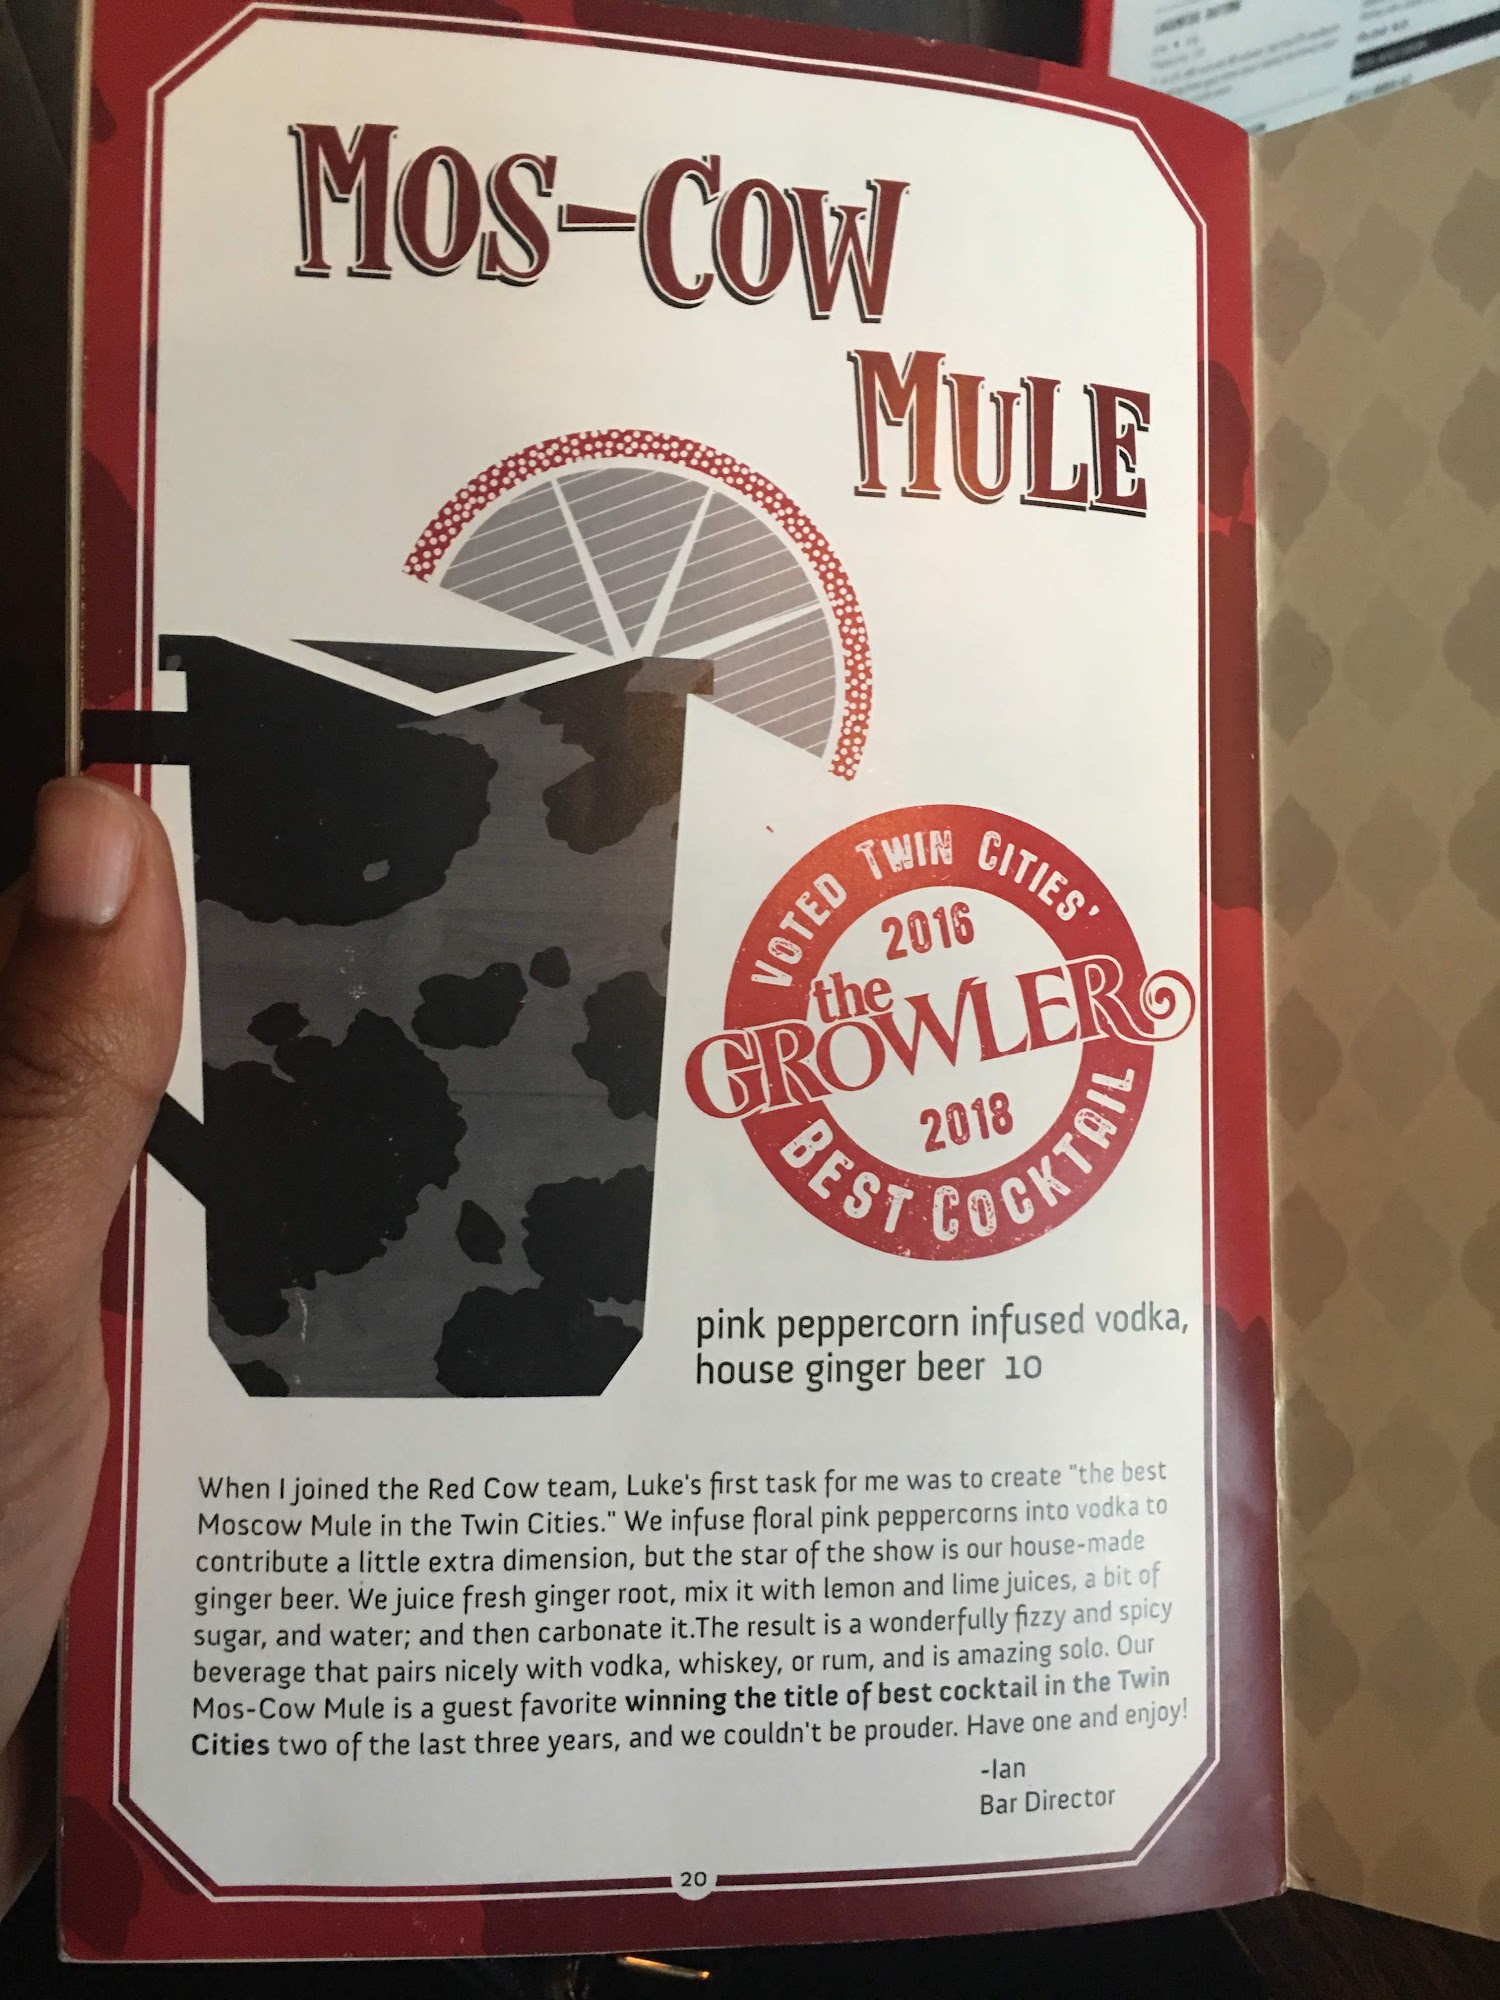 MOS-COW
MULE
VOTED TWIN CITIES'
2016
the
GROWLER
2018
BEST COCKTAIL
pink peppercorn infused vodka,
house ginger beer 10
When I joined the Red Cow team, Luke's first task for me was to create "the best
Moscow Mule in the Twin Cities." We infuse floral pink peppercorns into vodka to
contribute a little extra dimension, but the star of the show is our house-made
ginger beer. We juice fresh ginger root, mix it with lemon and lime juices, a bit of
sugar, and water; and then carbonate it.The result is a wonderfully fizzy and spicy
beverage that pairs nicely with vodka, whiskey, or rum, and is amazing solo. Our
Mos-Cow Mule is a guest favorite winning the title of best cocktail in the Twin
Cities two of the last three years, and we couldn't be prouder. Have one and enjoy!
-Ian
Bar Director
20